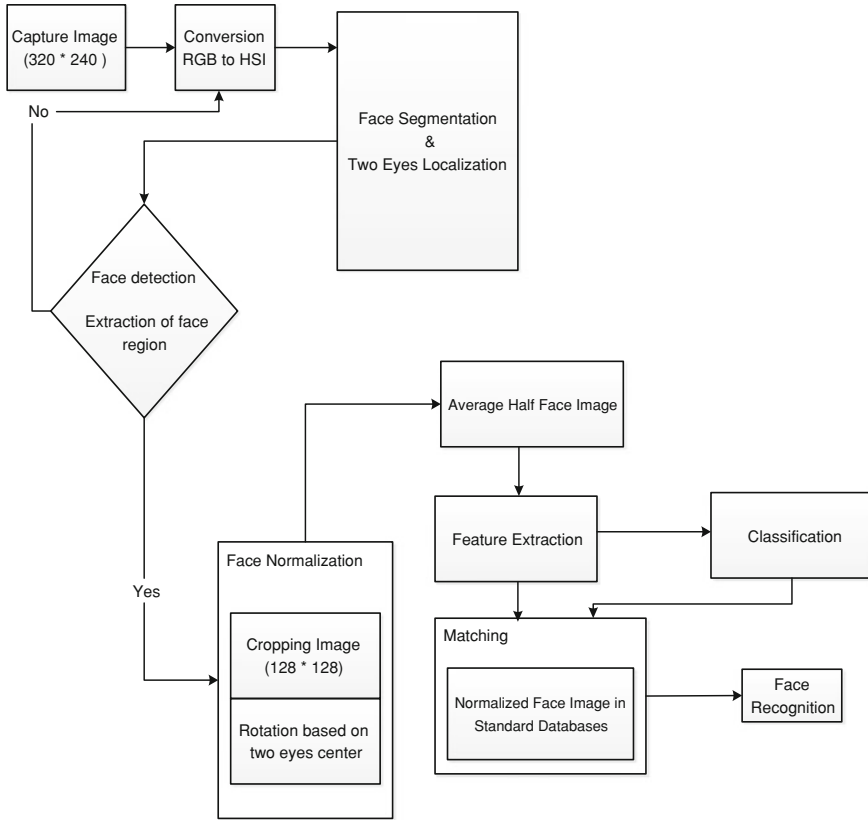 Capture Image
(320 * 240 )
Conversion
RGB to HSI
Face Segmentation
&
Two Eyes Localization
No
Face detection
Extraction of face
region
Yes
Average Half Face Image
Feature Extraction
Classification
Face Normalization
Cropping Image
(128 * 128)
Rotation based on
two eyes center
Matching
Normalized Face Image in
Standard Databases
Face
Recognition